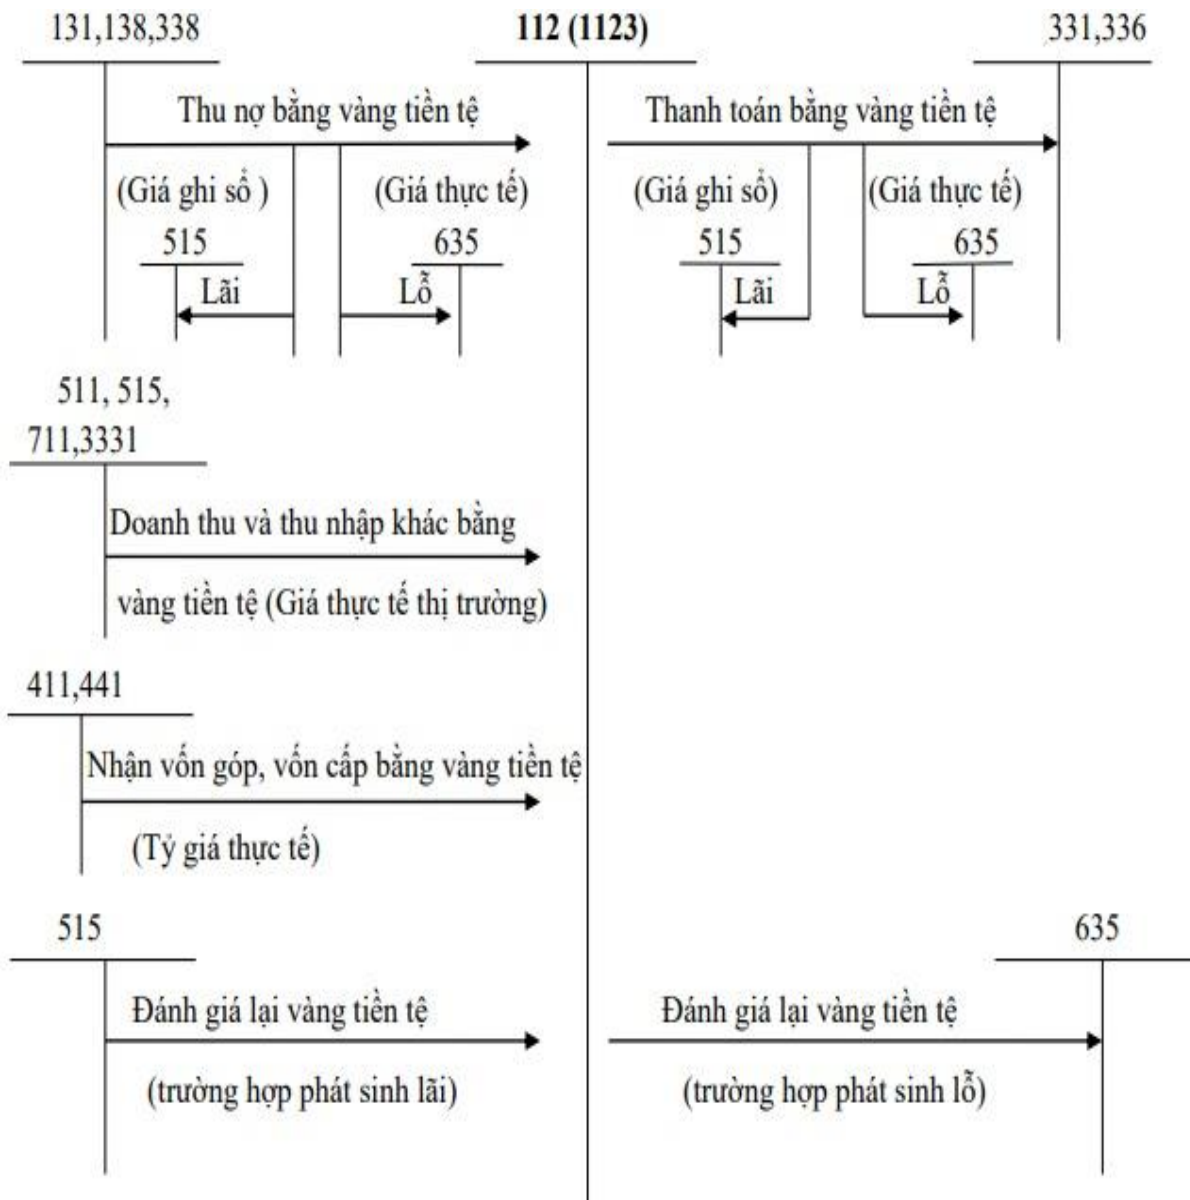 131,138,338 112 (1123) 331,336
Thu nợ bằng vàng tiền tệ Thanh toán bằng vàng tiền tệ
(Giá ghi sổ ) (Giá thực tế) (Giá ghi sổ) (Giá thực tế)
515 635 515 635
Lãi Lỗ Lãi Lỗ
511, 515,
711,3331
Doanh thu và thu nhập khác bằng
vàng tiền tệ (Giá thực tế thị trường)
411,441
Nhận vốn góp, vốn cấp bằng vàng tiền tệ
(Tỷ giá thực tế)
515 635
Đánh giá lại vàng tiền tệ Đánh giá lại vàng tiền tệ
(trường hợp phát sinh lãi) (trường hợp phát sinh lỗ)